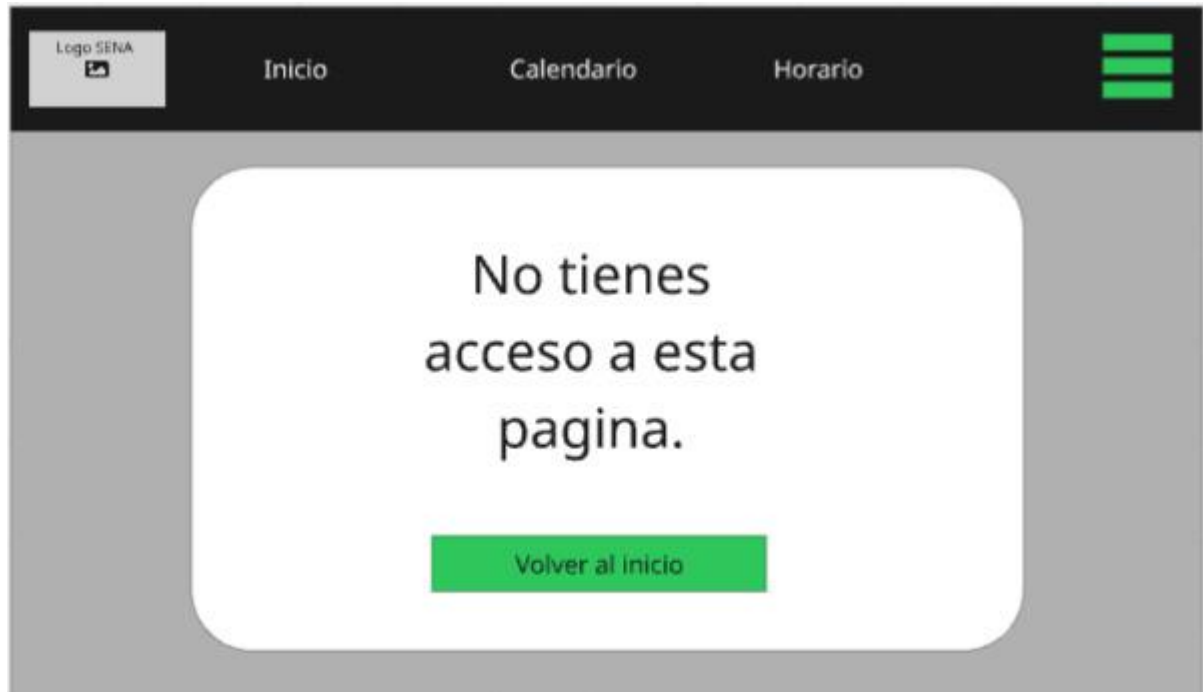 Logo SENA
Inicio
Calendario
Horario
No tienes
acceso a esta
pagina.
Volver al inicio